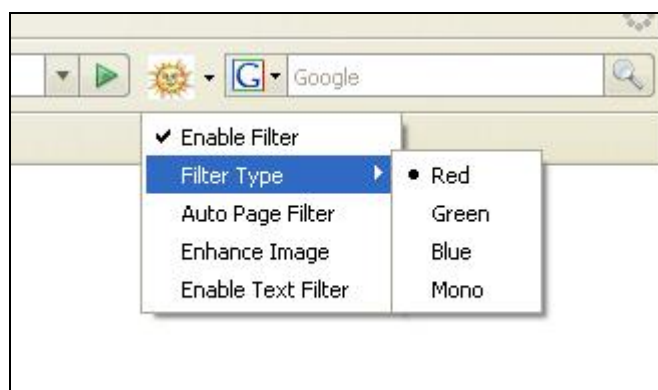 G Google
Enable Filter
Filter Type
Auto Page Filter
Enhance Image
Enable Text Filter
Red
Green
Blue
Mono